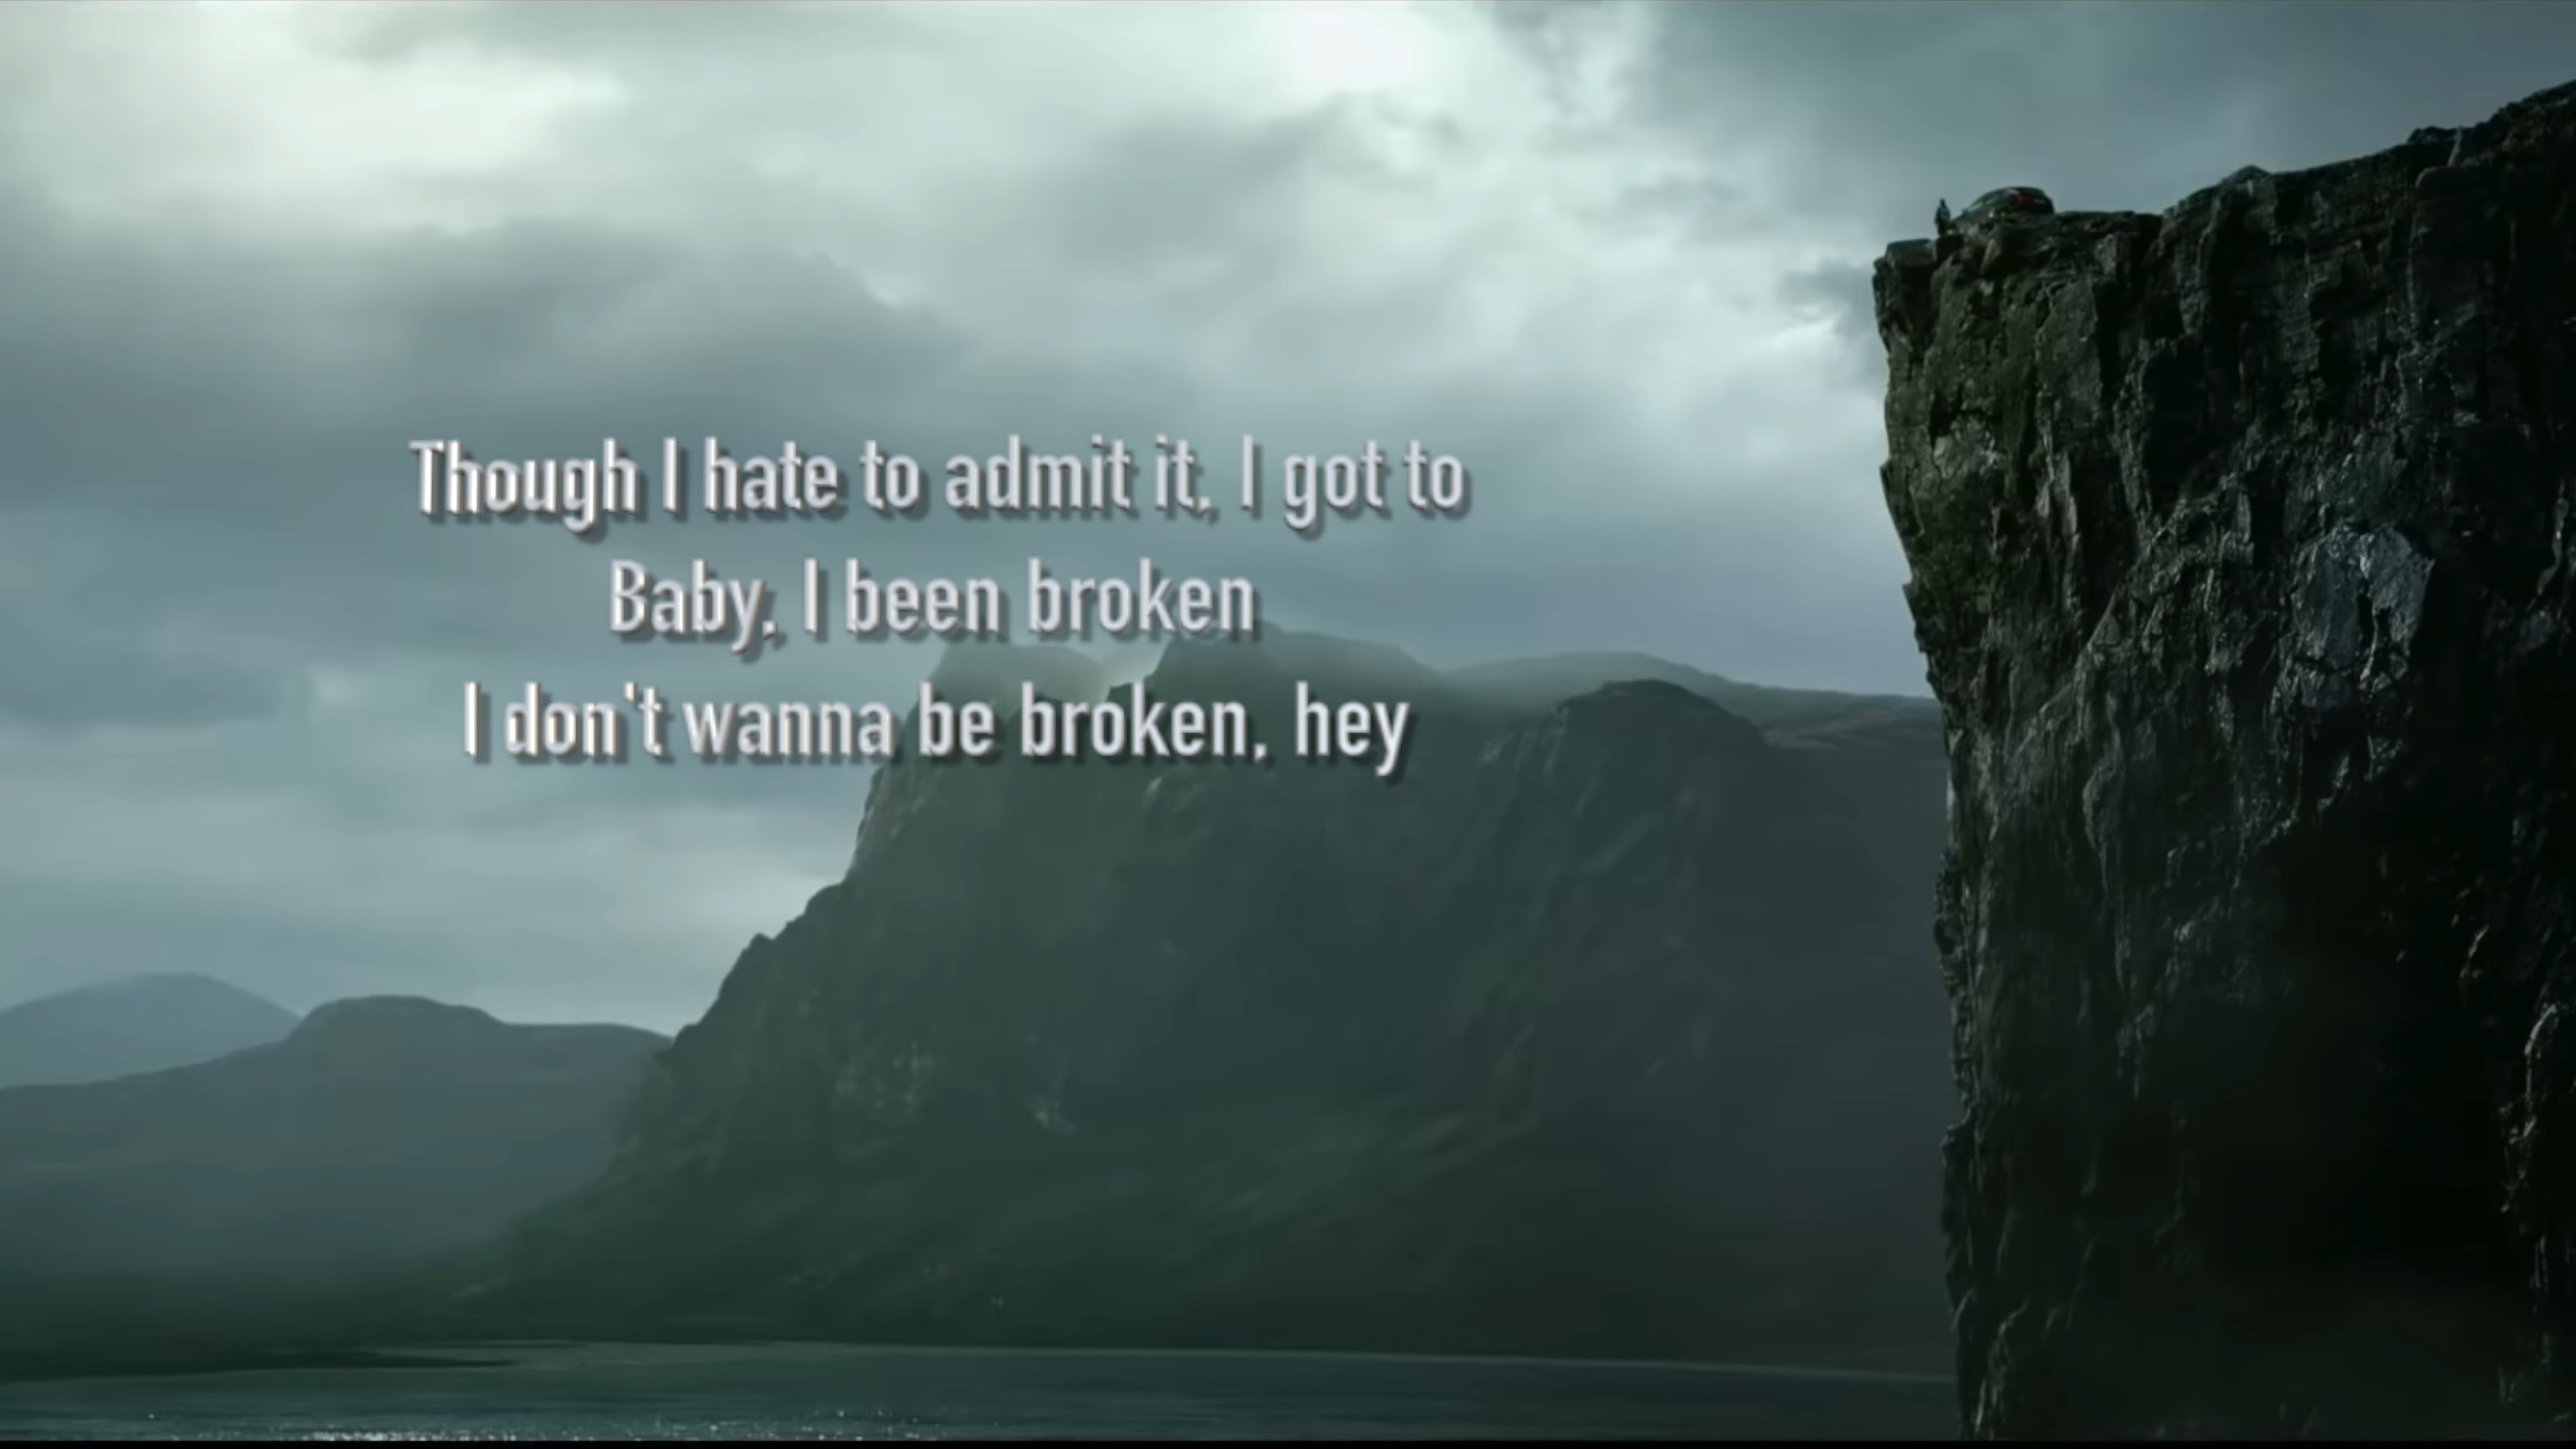 Though I hate to admit it, I got to
Baby, I been broken
I don't wanna be broken, hey